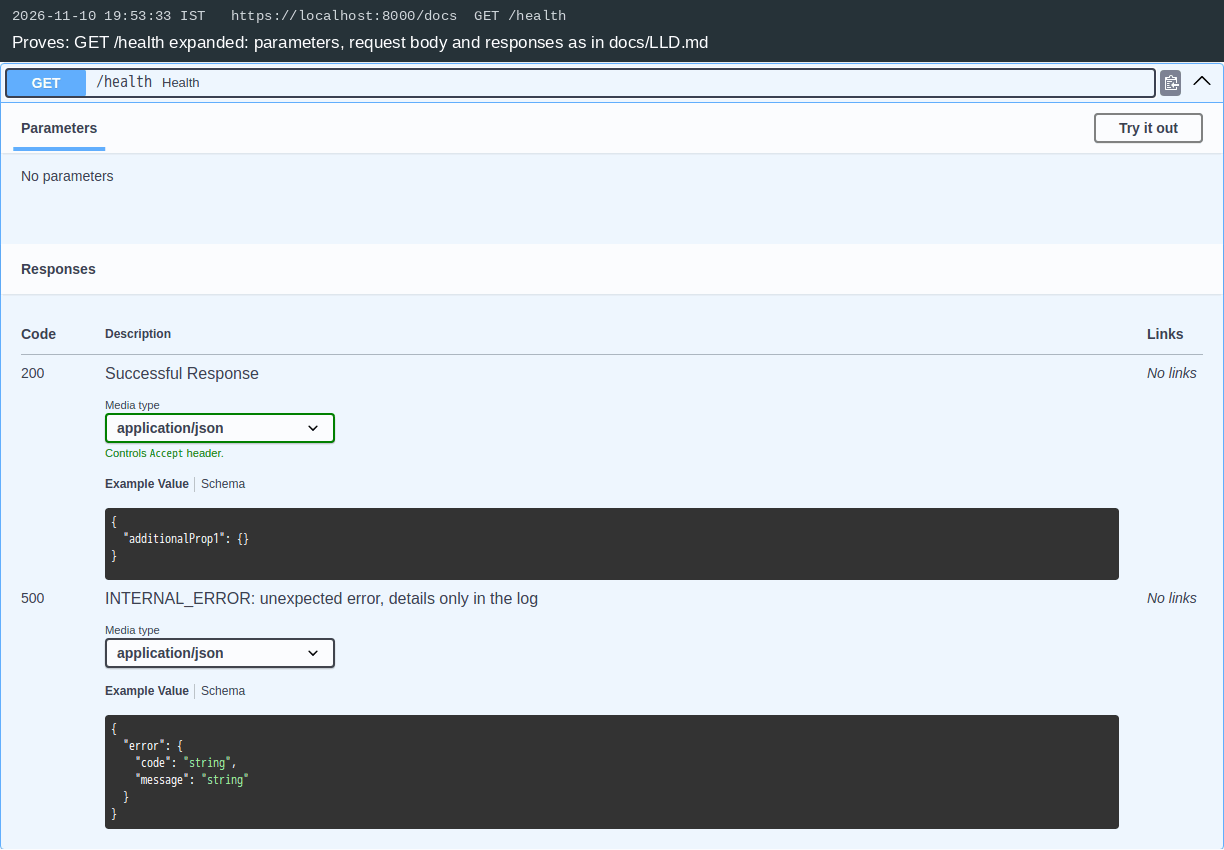 2026-11-10 19:53:33 IST https://localhost:8000/docs GET /health
Proves: GET /health expanded: parameters, request body and responses as in docs/LLD.md
GET /health Health
Parameters Try it out
No parameters
Responses
Code Description Links
200 Successful Response No links
Media type
application/json
Controls Accept header.
Example Value Schema
{
"additionalProp1": {}
}
500 INTERNAL_ERROR: unexpected error, details only in the log No links
Media type
application/json
Example Value Schema
{
"error": {
"code": "string",
"message": "string"
}
}